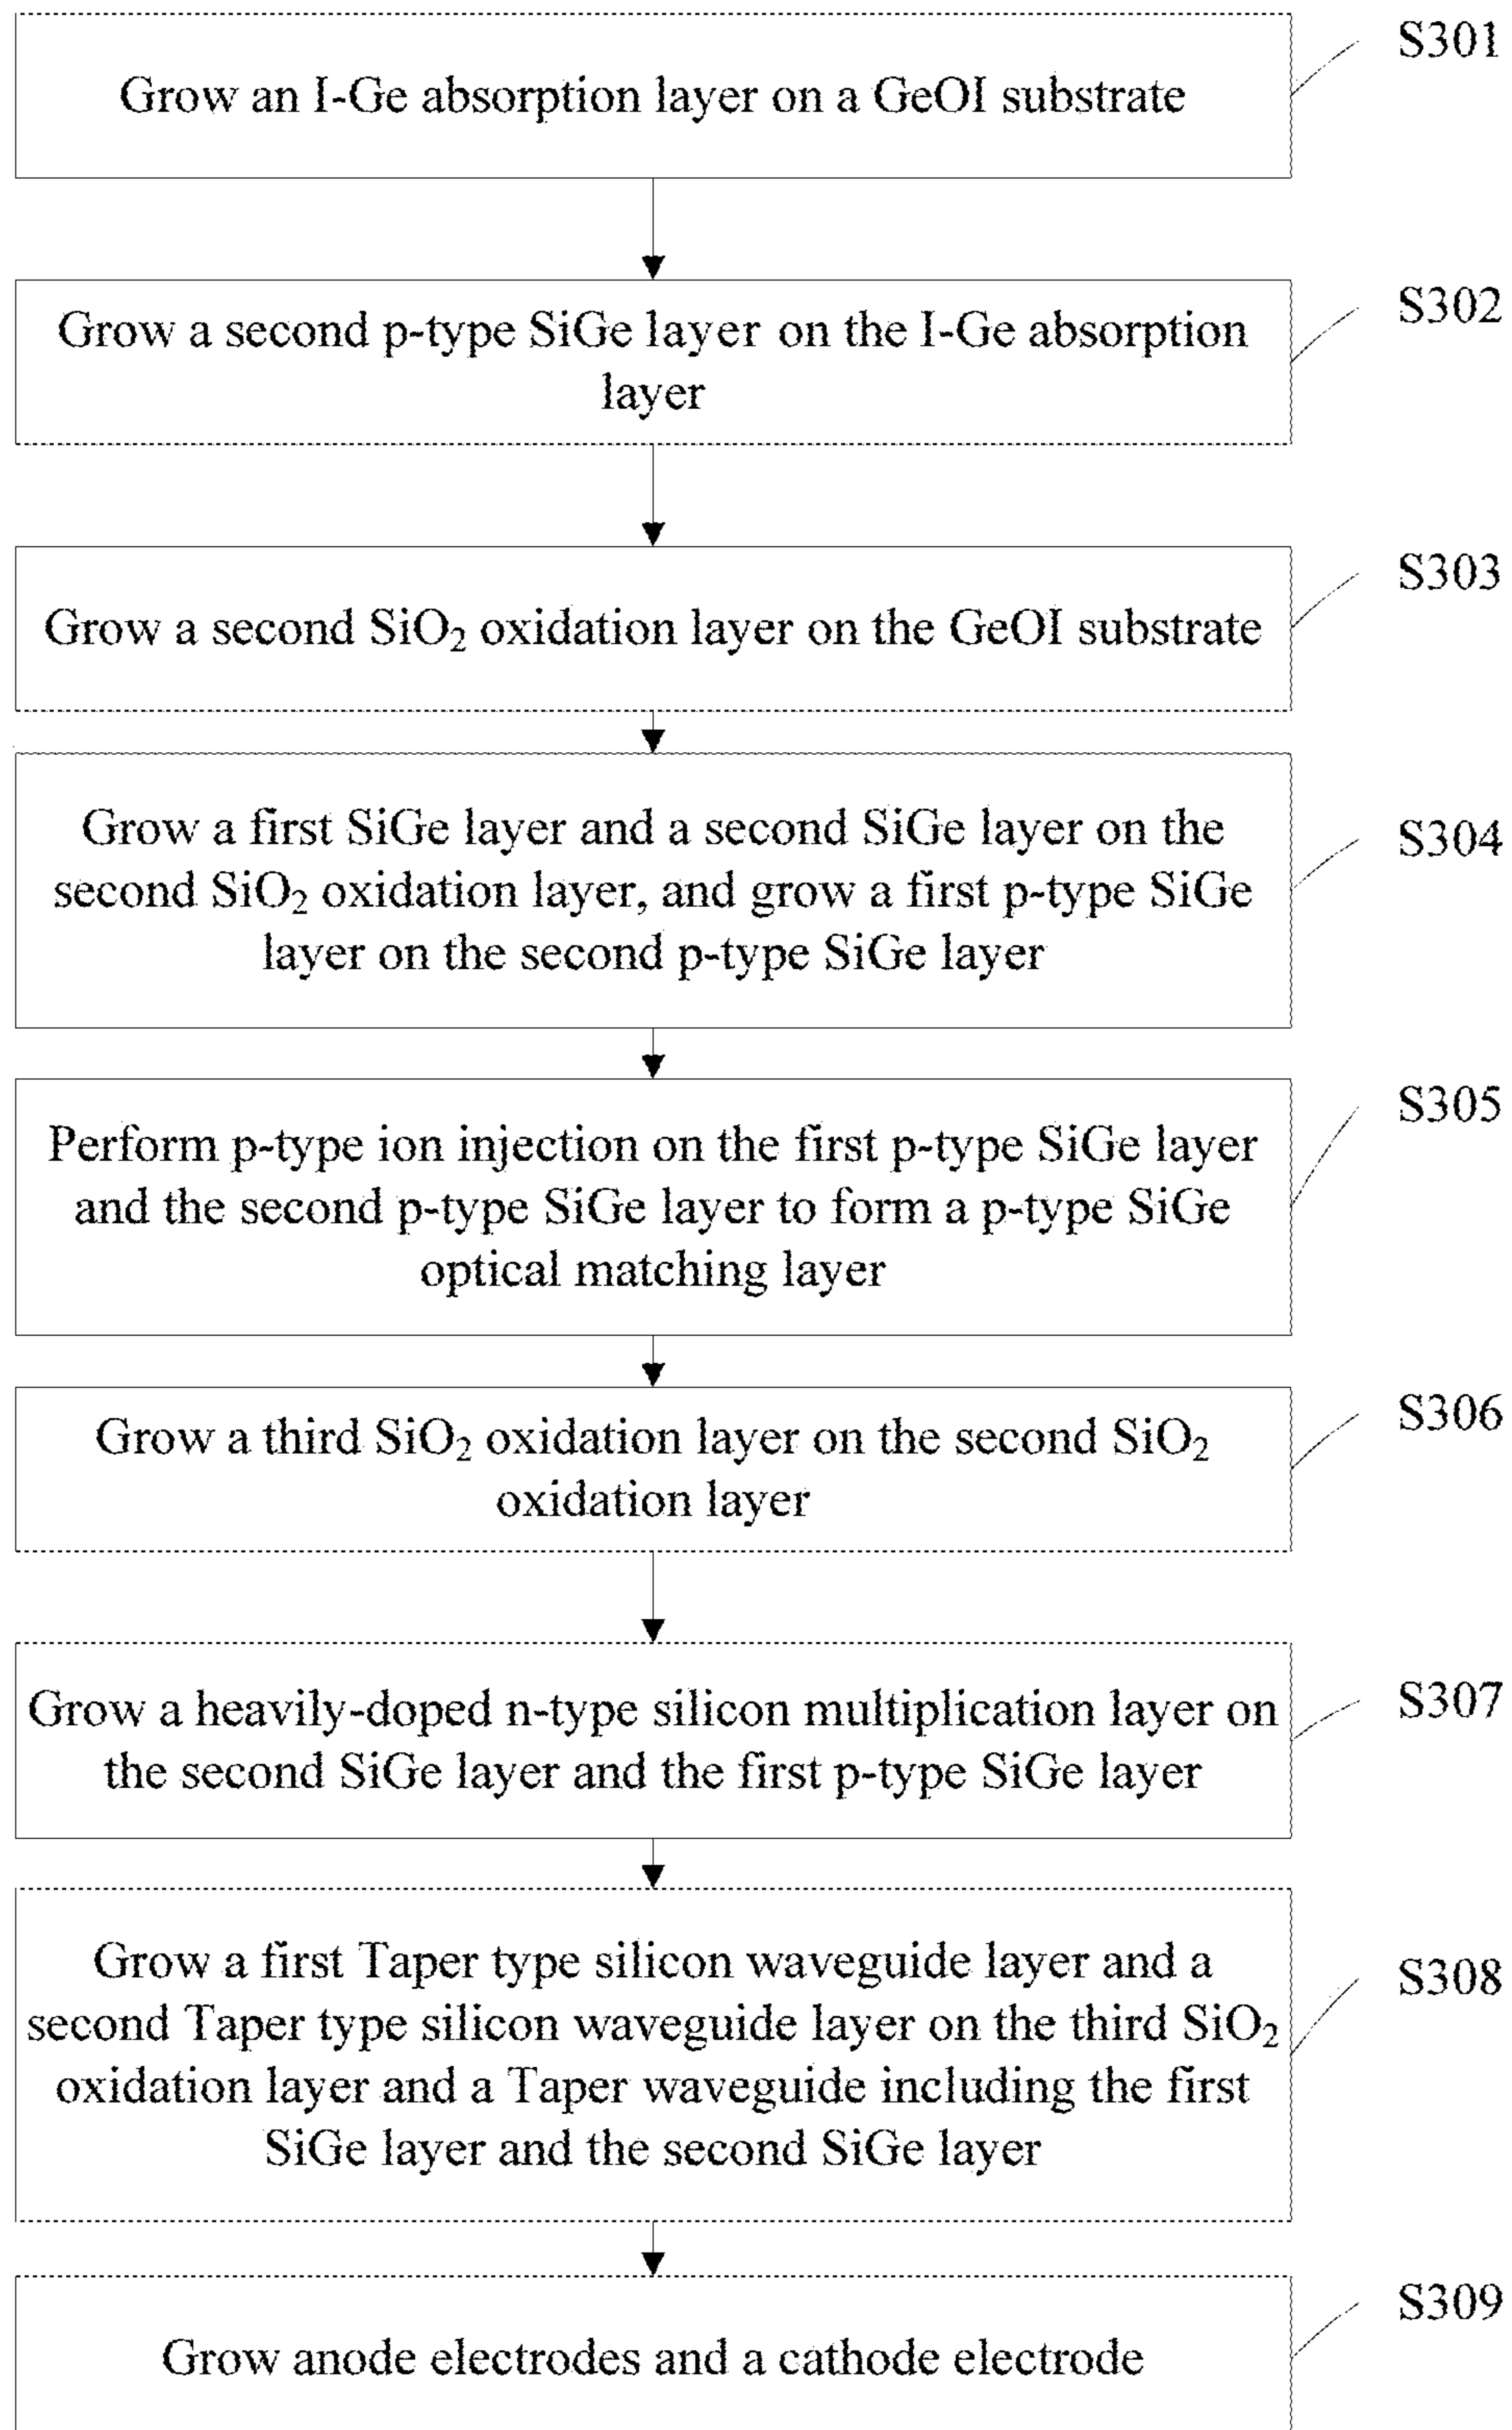 S301
Grow an I-Ge absorption layer on a GeOI substrate
S302
Grow a second p-type SiGe layer on the I-Ge absorption
layer
S303
Grow a second SiO₂ oxidation layer on the GeOI substrate
S304
Grow a first SiGe layer and a second SiGe layer on the
second SiO₂ oxidation layer, and grow a first p-type SiGe
layer on the second p-type SiGe layer
S305
Perform p-type ion injection on the first p-type SiGe layer
and the second p-type SiGe layer to form a p-type SiGe
optical matching layer
S306
Grow a third SiO₂ oxidation layer on the second SiO₂
oxidation layer
S307
Grow a heavily-doped n-type silicon multiplication layer on
the second SiGe layer and the first p-type SiGe layer
S308
Grow a first Taper type silicon waveguide layer and a
second Taper type silicon waveguide layer on the third SiO₂
oxidation layer and a Taper waveguide including the first
SiGe layer and the second SiGe layer
S309
Grow anode electrodes and a cathode electrode